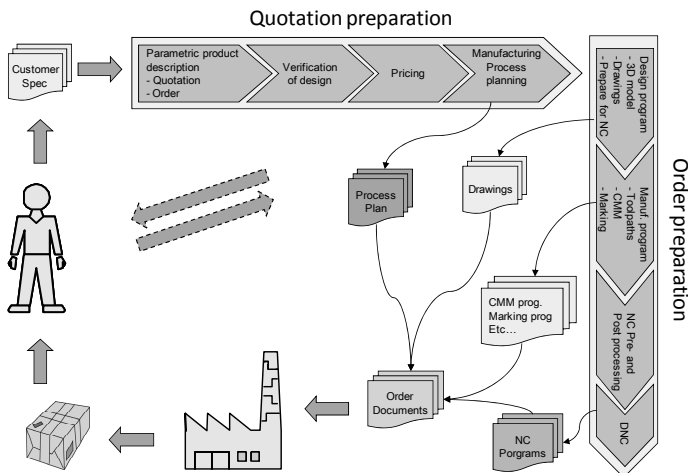 Quotation preparation
Customer
Spec
Parametric product
description
- Quotation
- Order
Verification
of design
Pricing
Manufacturing
Process
planning
Design program
- 3D model
- Drawings
- Prepare for NC
Manuf. program
- Toolpaths
- CMM
- Marking
NC Pre- and
Post processing
DNC
Order preparation
Process
Plan
Drawings
CMM prog.
Marking prog
Etc...
Order
Documents
NC
Porgrams